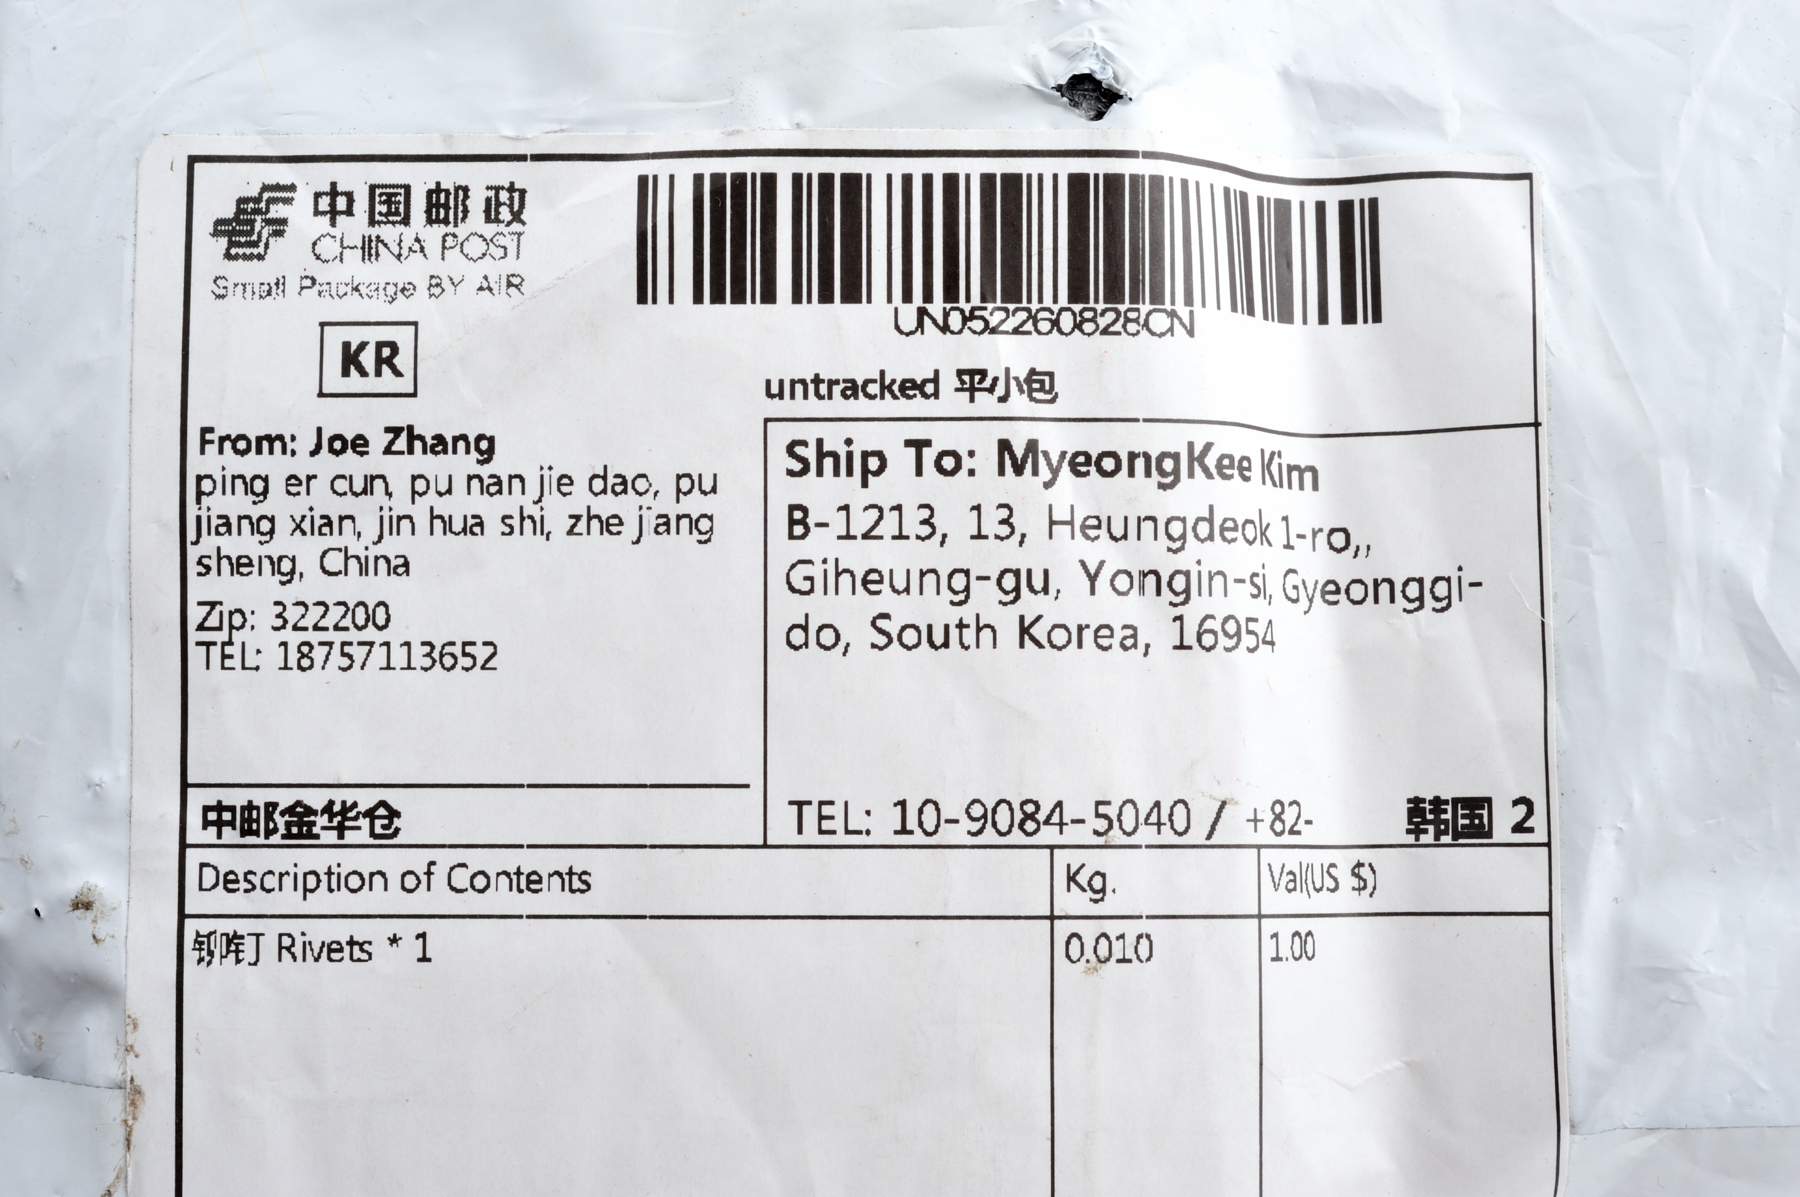 中国邮政
CHINA POST
Small Package BY AIR
KR
UN052260828CN
untracked 平小包
From: Joe Zhang
ping er cun, pu nan jie dao, pu
jiang xian, jin hua shi, zhe jiang
sheng, China
Zip: 322200
TEL: 18757113652
中邮金华仓
Ship To: MyeongKee Kim
B-1213, 13, Heungdeok 1-ro,,
Giheung-gu, Yongin-si, Gyeonggi-
do, South Korea, 16954
TEL: 10-9084-5040 / +82-
韩国 2
Description of Contents
Kg.
Val(US $)
Rivets * 1
0.010
1.00